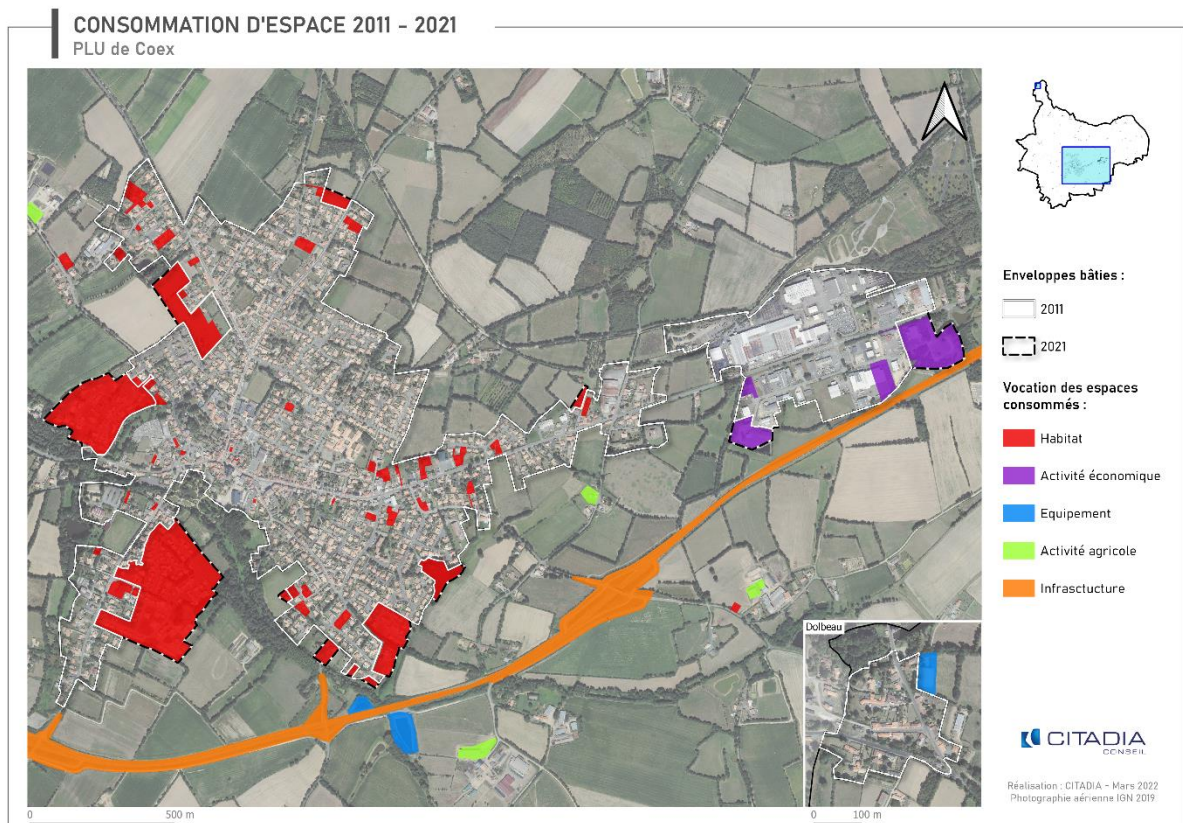 CONSOMMATION D'ESPACE 2011 - 2021
PLU de Coex
Enveloppes bâties :
2011
2021
Vocation des espaces
consommés :
Habitat
Activité économique
Equipement
Activité agricole
Infrasctucture
Dolbeau
CITADIA
CONSEIL
Réalisation : CITADIA - Mars 2022
Photographie aérienne IGN 2019
0 500 m
0 100 m